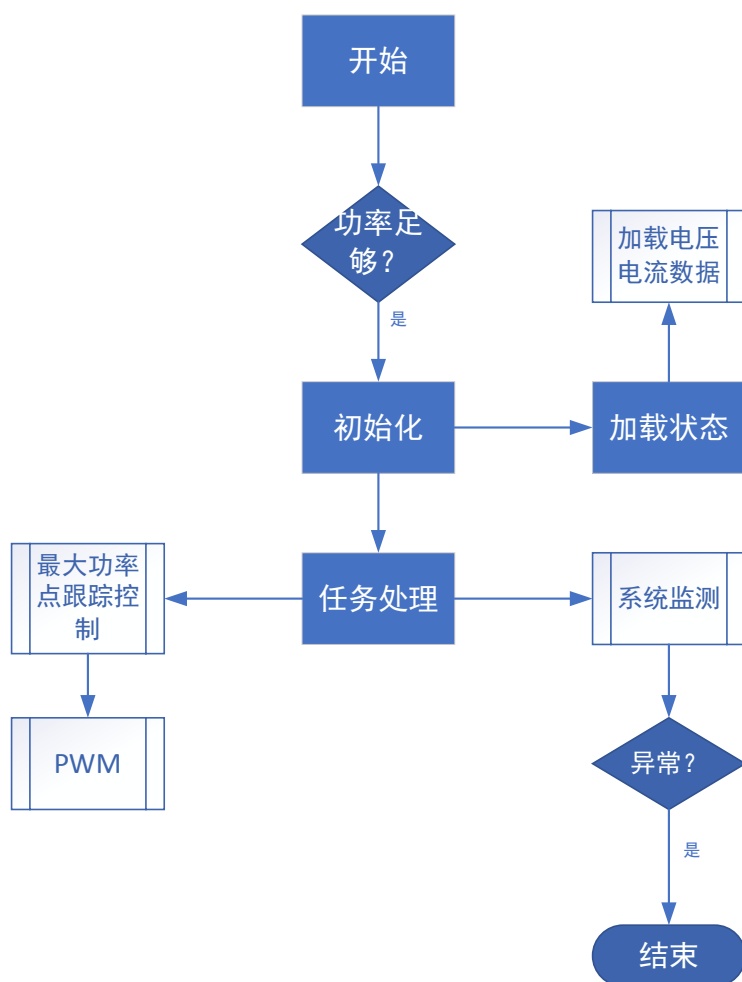 开始
功率足
够？
是
加载电压
电流数据
初始化
加载状态
最大功率
点跟踪控
制
任务处理
系统监测
PWM
异常？
是
结束